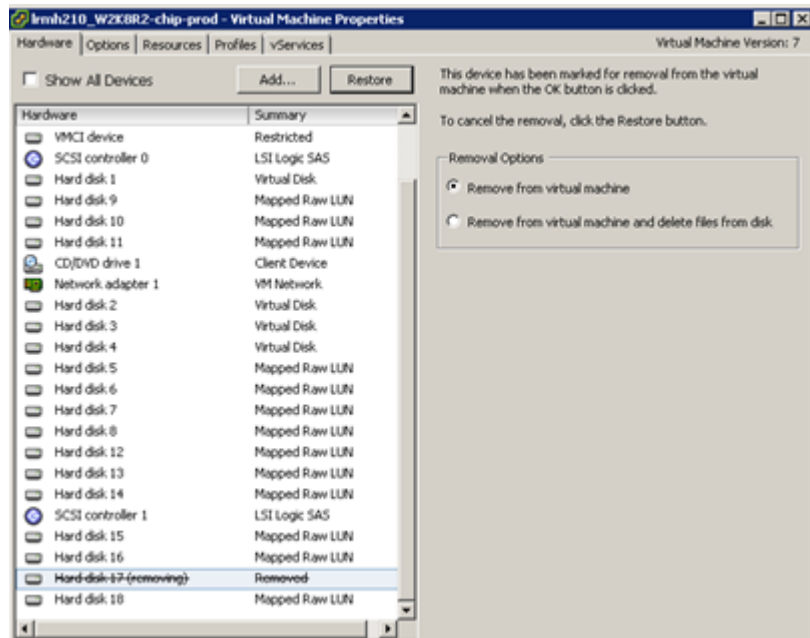 lrmh210_W2K8R2-chip-prod - Virtual Machine Properties
Hardware Options Resources Profiles vServices Virtual Machine Version: 7
Show All Devices Add... Restore
Hardware Summary
VMCI device Restricted
SCSI controller 0 LSI Logic SAS
Hard disk 1 Virtual Disk
Hard disk 9 Mapped Raw LUN
Hard disk 10 Mapped Raw LUN
Hard disk 11 Mapped Raw LUN
CD/DVD drive 1 Client Device
Network adapter 1 VM Network
Hard disk 2 Virtual Disk
Hard disk 3 Virtual Disk
Hard disk 4 Virtual Disk
Hard disk 5 Mapped Raw LUN
Hard disk 6 Mapped Raw LUN
Hard disk 7 Mapped Raw LUN
Hard disk 8 Mapped Raw LUN
Hard disk 12 Mapped Raw LUN
Hard disk 13 Mapped Raw LUN
Hard disk 14 Mapped Raw LUN
SCSI controller 1 LSI Logic SAS
Hard disk 15 Mapped Raw LUN
Hard disk 16 Mapped Raw LUN
Hard disk 17 (removing) Removed
Hard disk 18 Mapped Raw LUN
This device has been marked for removal from the virtual
machine when the OK button is clicked.
To cancel the removal, click the Restore button.
Removal Options
Remove from virtual machine
Remove from virtual machine and delete files from disk